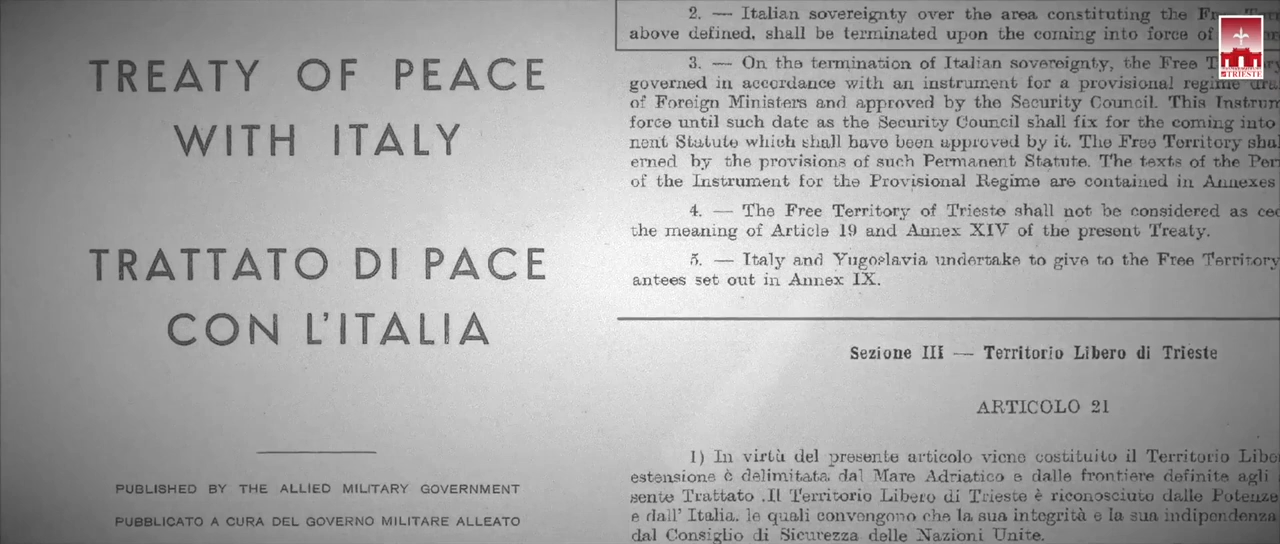 TREATY OF PEACE
WITH ITALY
TRATTATO DI PACE
CON L'ITALIA
PUBLISHED BY THE ALLIED MILITARY GOVERNMENT
PUBBLICATO A CURA DEL GOVERNO MILITARE ALLEATO
2. — Italian sovereignty over the area constituting the
above defined, shall be terminated upon the coming into force of
3. — On the termination of Italian sovereignty, the Free
governed in accordance with an instrument for a provisional regime
of Foreign Ministers and approved by the Security Council. This Instrum
force until such date as the Security Council shall fix for the coming into
nent Statute which shall have been approved by it. The Free Territory shal
erned by the provisions of such Permanent Statute. The texts of the Per
of the Instrument for the Provisional Regime are contained in Annexes
4. — The Free Territory of Trieste shall not be considered as ced
the meaning of Article 19 and Annex XIV of the present Treaty.
5. — Italy and Yugoslavia undertake to give to the Free Territory
antees set out in Annex IX.
Sezione III — Territorio Libero di Trieste
ARTICOLO 21
1) In virtù del presente articolo viene costituito il Territorio Libe
estensione è delimitata dal Mare Adriatico e dalle frontiere definite agli
sente Trattato .Il Territorio Libero di Trieste è riconosciuto dalle Potenze
e dall' Italia. le quali convengono che la sua integrità e la sua indipendenza
dal Consiglio di Sicurezza delle Nazioni Unite.
TRIESTE